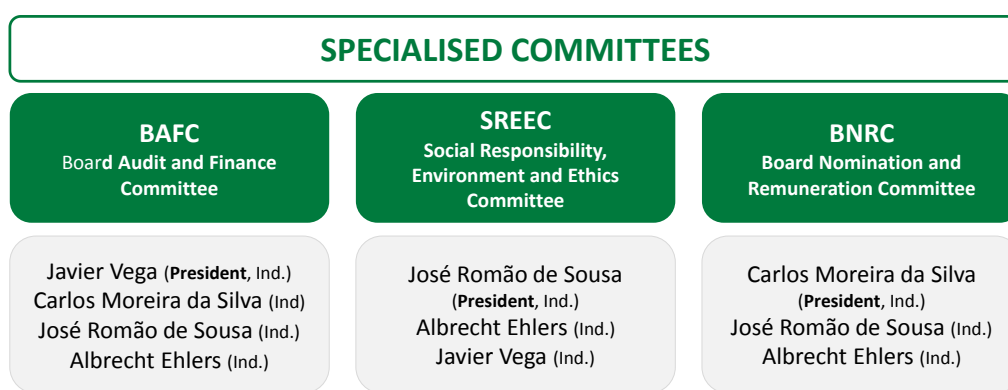 SPECIALISED COMMITTEES
BAFC
Board Audit and Finance
Committee
Javier Vega (President, Ind.)
Carlos Moreira da Silva (Ind)
José Romão de Sousa (Ind.)
Albrecht Ehlers (Ind.)
SREEC
Social Responsibility,
Environment and Ethics
Committee
José Romão de Sousa
(President, Ind.)
Albrecht Ehlers (Ind.)
Javier Vega (Ind.)
BNRC
Board Nomination and
Remuneration Committee
Carlos Moreira da Silva
(President, Ind.)
José Romão de Sousa (Ind.)
Albrecht Ehlers (Ind.)